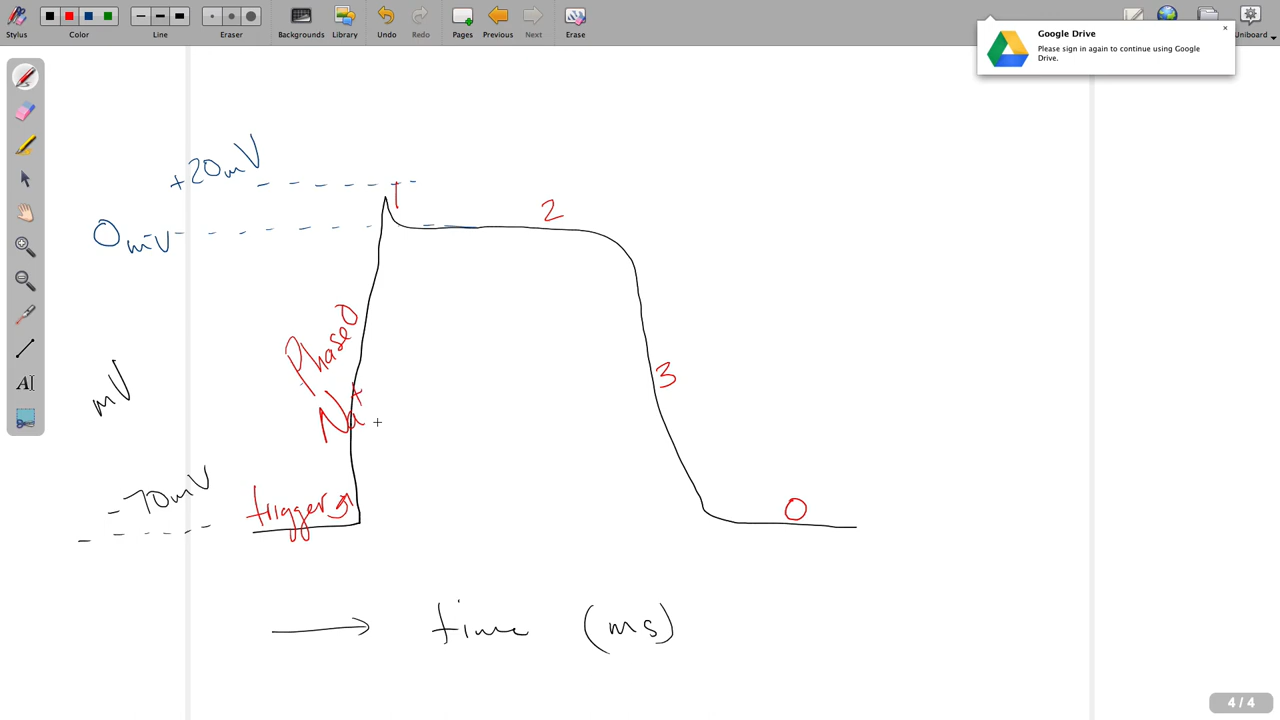 Stylus
Color
Line
Eraser
Backgrounds
Library
Undo
Redo
Pages
Previous
Next
Erase
Uniboard
Google Drive
Please sign in again to continue using Google
Drive.
+20mV
1
2
0mV
Phase 0
Na+
mV
3
-70mV
trigger
0
time (ms)
AI
4 / 4